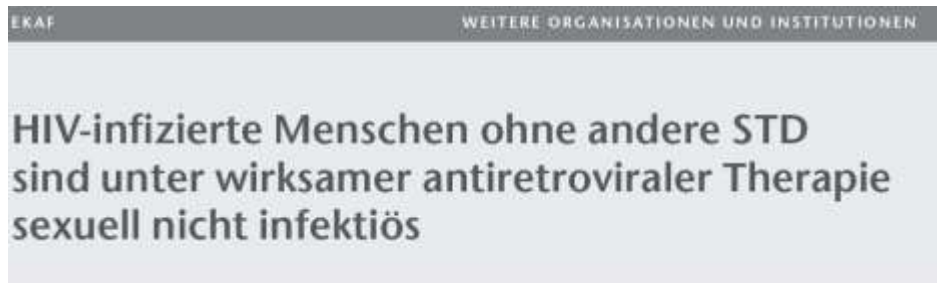 EKAF WEITERE ORGANISATIONEN UND INSTITUTIONEN
HIV-infizierte Menschen ohne andere STD
sind unter wirksamer antiretroviraler Therapie
sexuell nicht infektiös